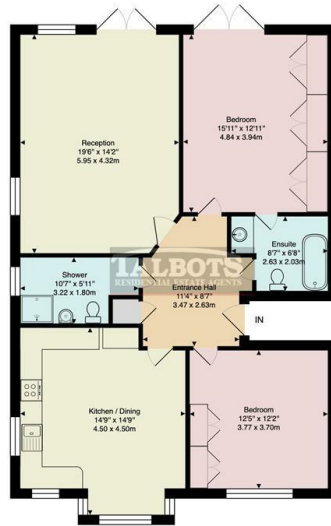 Reception
19'6" x 14'2"
5.95 x 4.32m
Bedroom
15'11" x 12'11"
4.84 x 3.94m
Ensuite
8'7" x 6'8"
2.63 x 2.03m
Shower
10'7" x 5'11"
3.22 x 1.80m
TALBOTS
RESIDENTIAL ESTATE AGENTS
Entrance Hall
11'4" x 8'7"
3.47 x 2.63m
IN
Kitchen / Dining
14'9" x 14'9"
4.50 x 4.50m
Bedroom
12'5" x 12'2"
3.77 x 3.70m